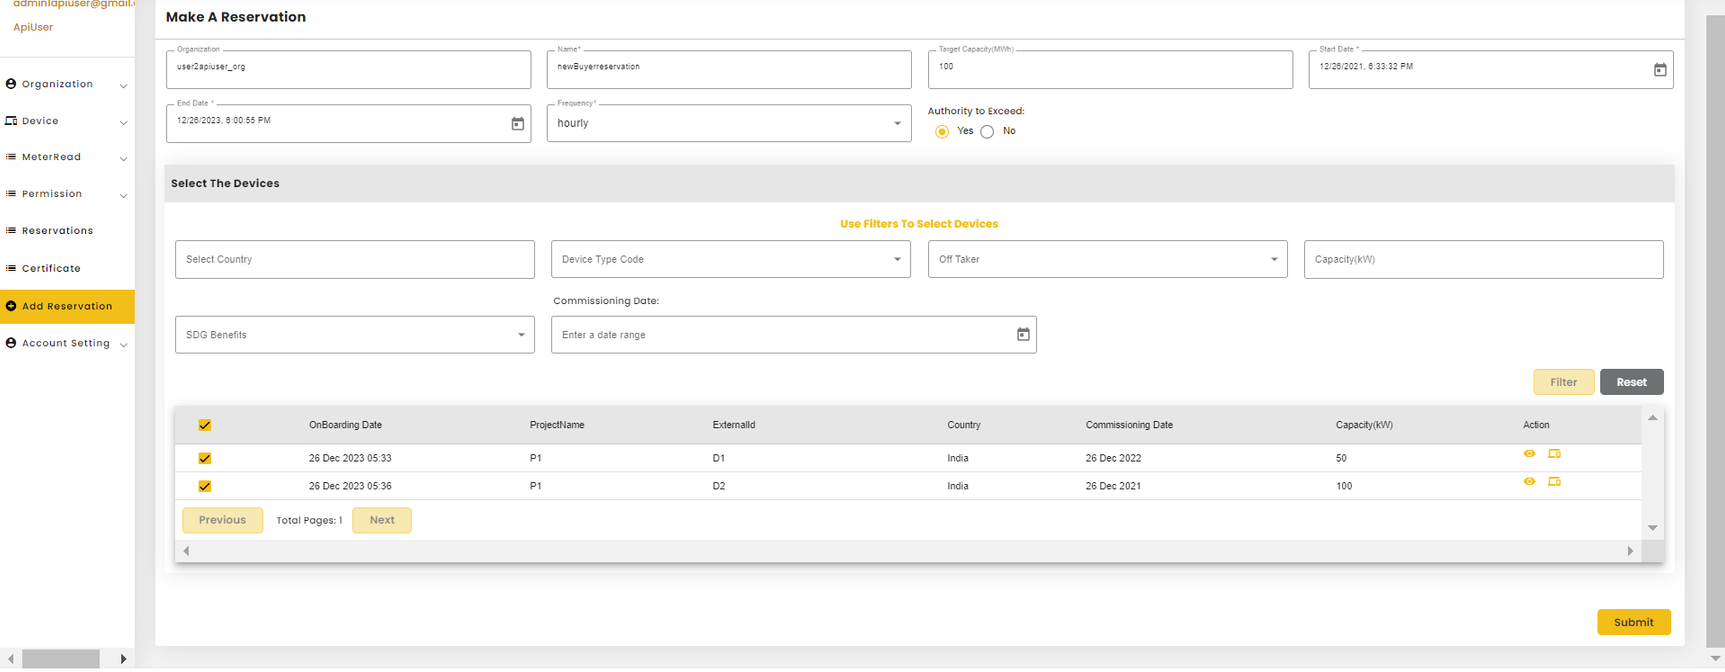 admin1apiuser@gmail.
ApiUser
Organization
Device
MeterRead
Permission
Reservations
Certificate
Add Reservation
Account Setting
Make A Reservation
Organization
user2apiuser_org
Name*
newBuyerreservation
Target Capacity(MWh)
100
Start Date *
12/26/2021, 6:33:32 PM
End Date *
12/26/2023, 6:00:55 PM
Frequency*
hourly
Authority to Exceed:
Yes No
Select The Devices
Use Filters To Select Devices
Select Country
Device Type Code
Off Taker
Capacity(kW)
Commissioning Date:
SDG Benefits
Enter a date range
Filter Reset
OnBoarding Date ProjectName ExternalId Country Commissioning Date Capacity(kW) Action
26 Dec 2023 05:33 P1 D1 India 26 Dec 2022 50
26 Dec 2023 05:36 P1 D2 India 26 Dec 2021 100
Previous Total Pages: 1 Next
Submit